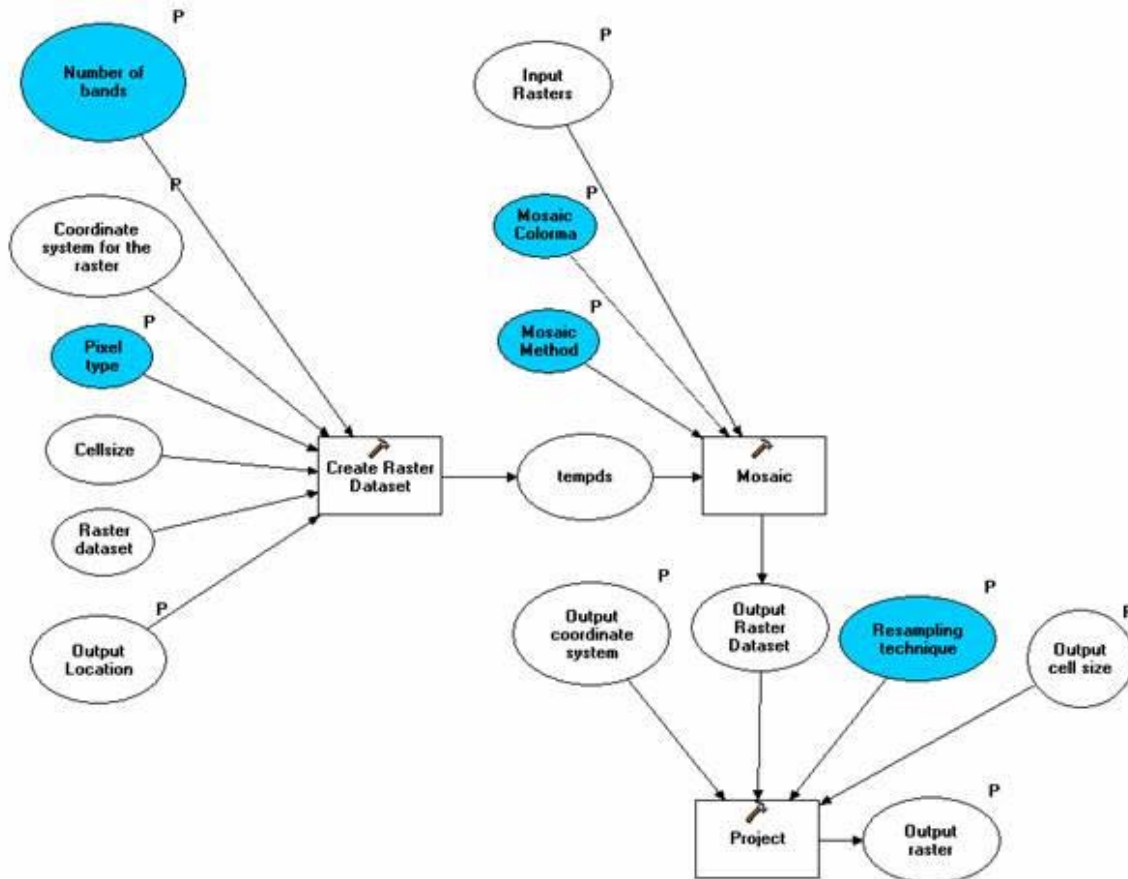 P
Number of
bands
P
Coordinate
system for the
raster
P
Pixel
type
Cellsize
Raster
dataset
P
Output
Location
Create Raster
Dataset
P
Input
Rasters
P
Mosaic
Colorma
P
Mosaic
Method
tempds
Mosaic
P
Output
coordinate
system
Output
Raster
Dataset
P
Resampling
technique
P
Output
cell size
Project
P
Output
raster